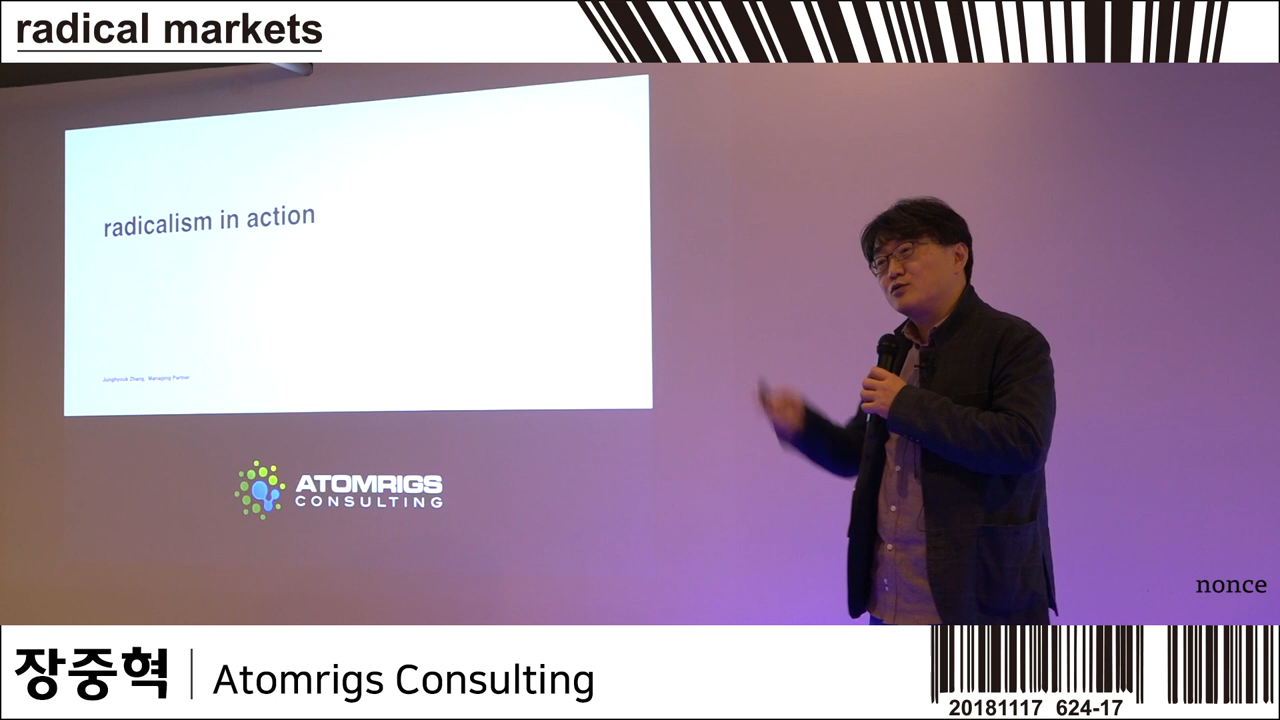 radical markets
radicalism in action
Junghyouk Zhang, Managing Partner
ATOMRIGS
CONSULTING
nonce
장중혁
Atomrigs Consulting
20181117 624-17